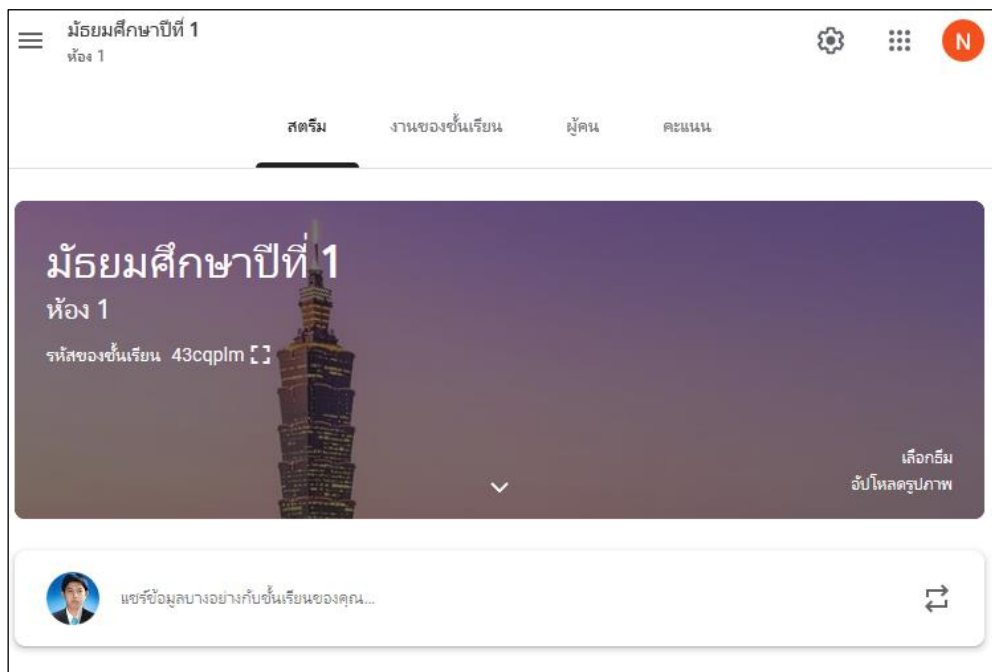 มัธยมศึกษาปีที่ 1
ห้อง 1
N
สตรีม งานของชั้นเรียน ผู้คน คะแนน
มัธยมศึกษาปีที่ 1
ห้อง 1
รหัสของชั้นเรียน 43cqplm
เลือกธีม
อัปโหลดรูปภาพ
แชร์ข้อมูลบางอย่างกับชั้นเรียนของคุณ...